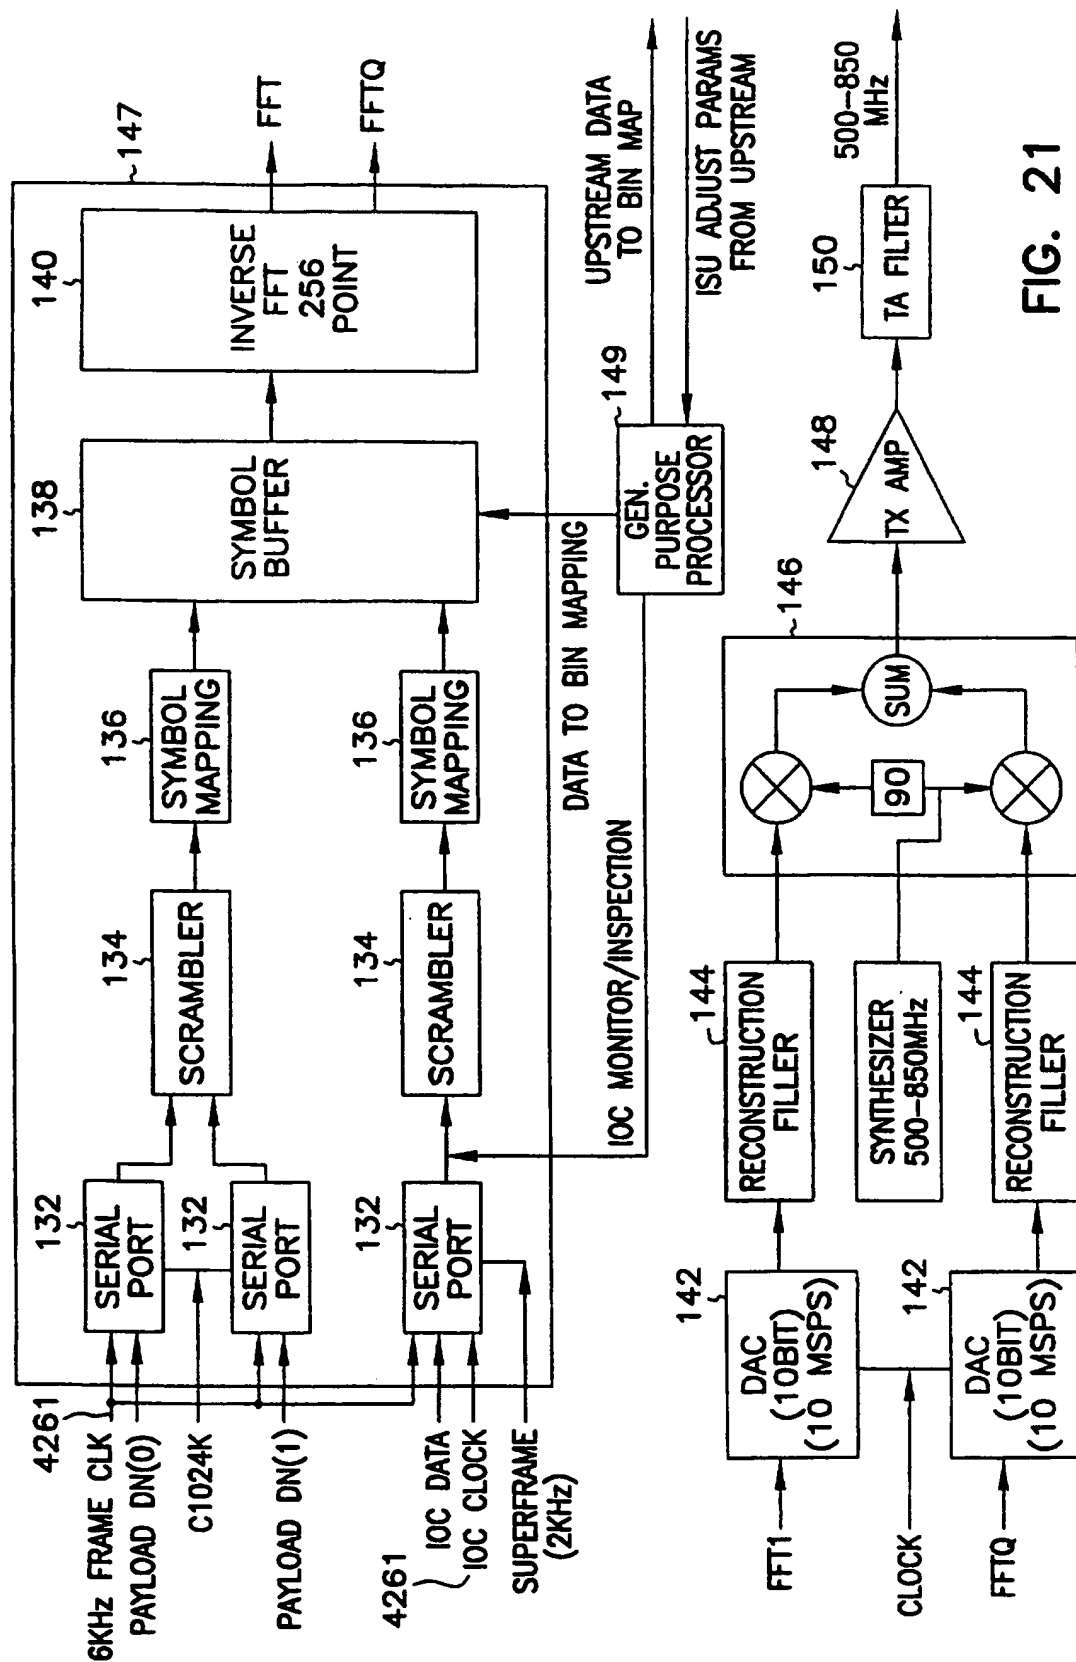 147
6KHz FRAME CLK
4261
PAYLOAD DN(0)
C1024K
PAYLOAD DN(1)
IOC DATA
4261
IOC CLOCK
SUPERFRAME
(2KHz)
132
SERIAL
PORT
132
SERIAL
PORT
132
SERIAL
PORT
134
SCRAMBLER
134
SCRAMBLER
136
SYMBOL
MAPPING
136
SYMBOL
MAPPING
138
SYMBOL
BUFFER
140
INVERSE
FFT
256
POINT
FFT
FFTQ
IOC MONITOR/INSPECTION
DATA TO BIN MAPPING
149
GEN.
PURPOSE
PROCESSOR
UPSTREAM DATA
TO BIN MAP
ISU ADJUST PARAMS
FROM UPSTREAM
FFT1
CLOCK
FFTQ
142
DAC
(10BIT)
(10 MSPS)
142
DAC
(10BIT)
(10 MSPS)
144
RECONSTRUCTION
FILLER
SYNTHESIZER
500-850MHz
144
RECONSTRUCTION
FILLER
146
90
SUM
148
TX AMP
150
TA FILTER
500-850
MHz
FIG. 21